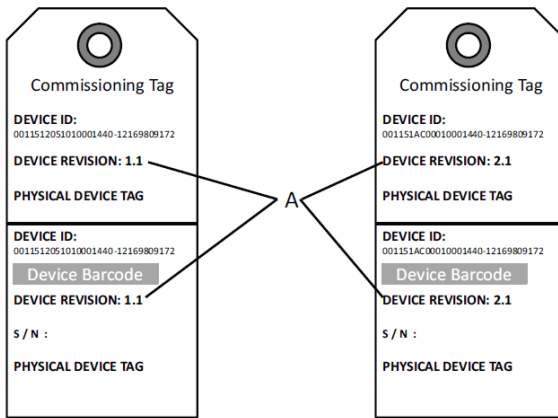 Commissioning Tag
DEVICE ID:
0011512051010001440-12169809172
DEVICE REVISION: 1.1
PHYSICAL DEVICE TAG
DEVICE ID:
0011512051010001440-12169809172
Device Barcode
DEVICE REVISION: 1.1
S / N :
PHYSICAL DEVICE TAG
A
Commissioning Tag
DEVICE ID:
001151AC00010001440-12169809172
DEVICE REVISION: 2.1
PHYSICAL DEVICE TAG
DEVICE ID:
001151AC00010001440-12169809172
Device Barcode
DEVICE REVISION: 2.1
S / N :
PHYSICAL DEVICE TAG